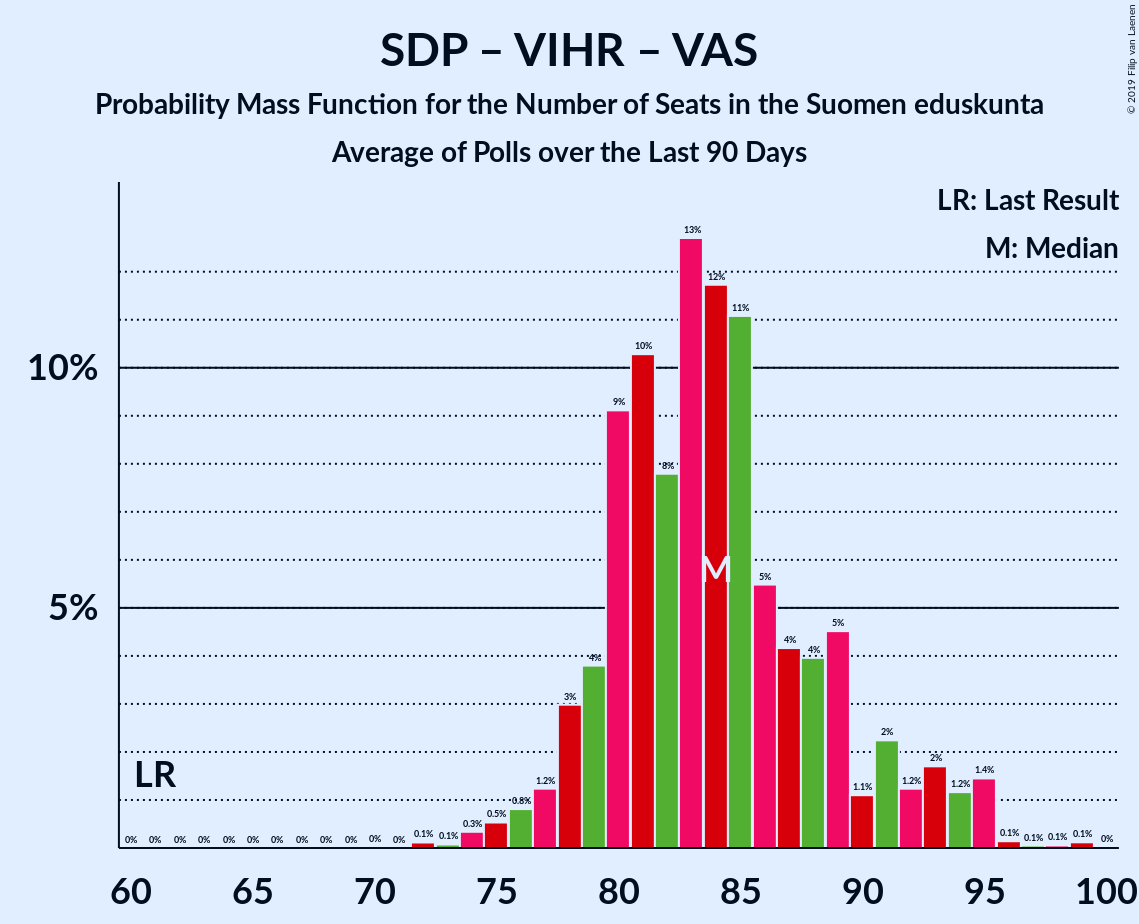 SDP – VIHR – VAS
Probability Mass Function for the Number of Seats in the Suomen eduskunta
Average of Polls over the Last 90 Days
© 2019 Filip van Laenen
LR: Last Result
M: Median
10%
5%
LR
M
0% 0% 0% 0% 0% 0% 0% 0% 0% 0% 0% 0% 0.1% 0.1% 0.3% 0.5% 0.8% 1.2% 3% 4% 9% 10% 8% 13% 12% 11% 5% 4% 4% 5% 1.1% 2% 1.2% 2% 1.2% 1.4% 0.1% 0.1% 0.1% 0.1% 0%
60 65 70 75 80 85 90 95 100